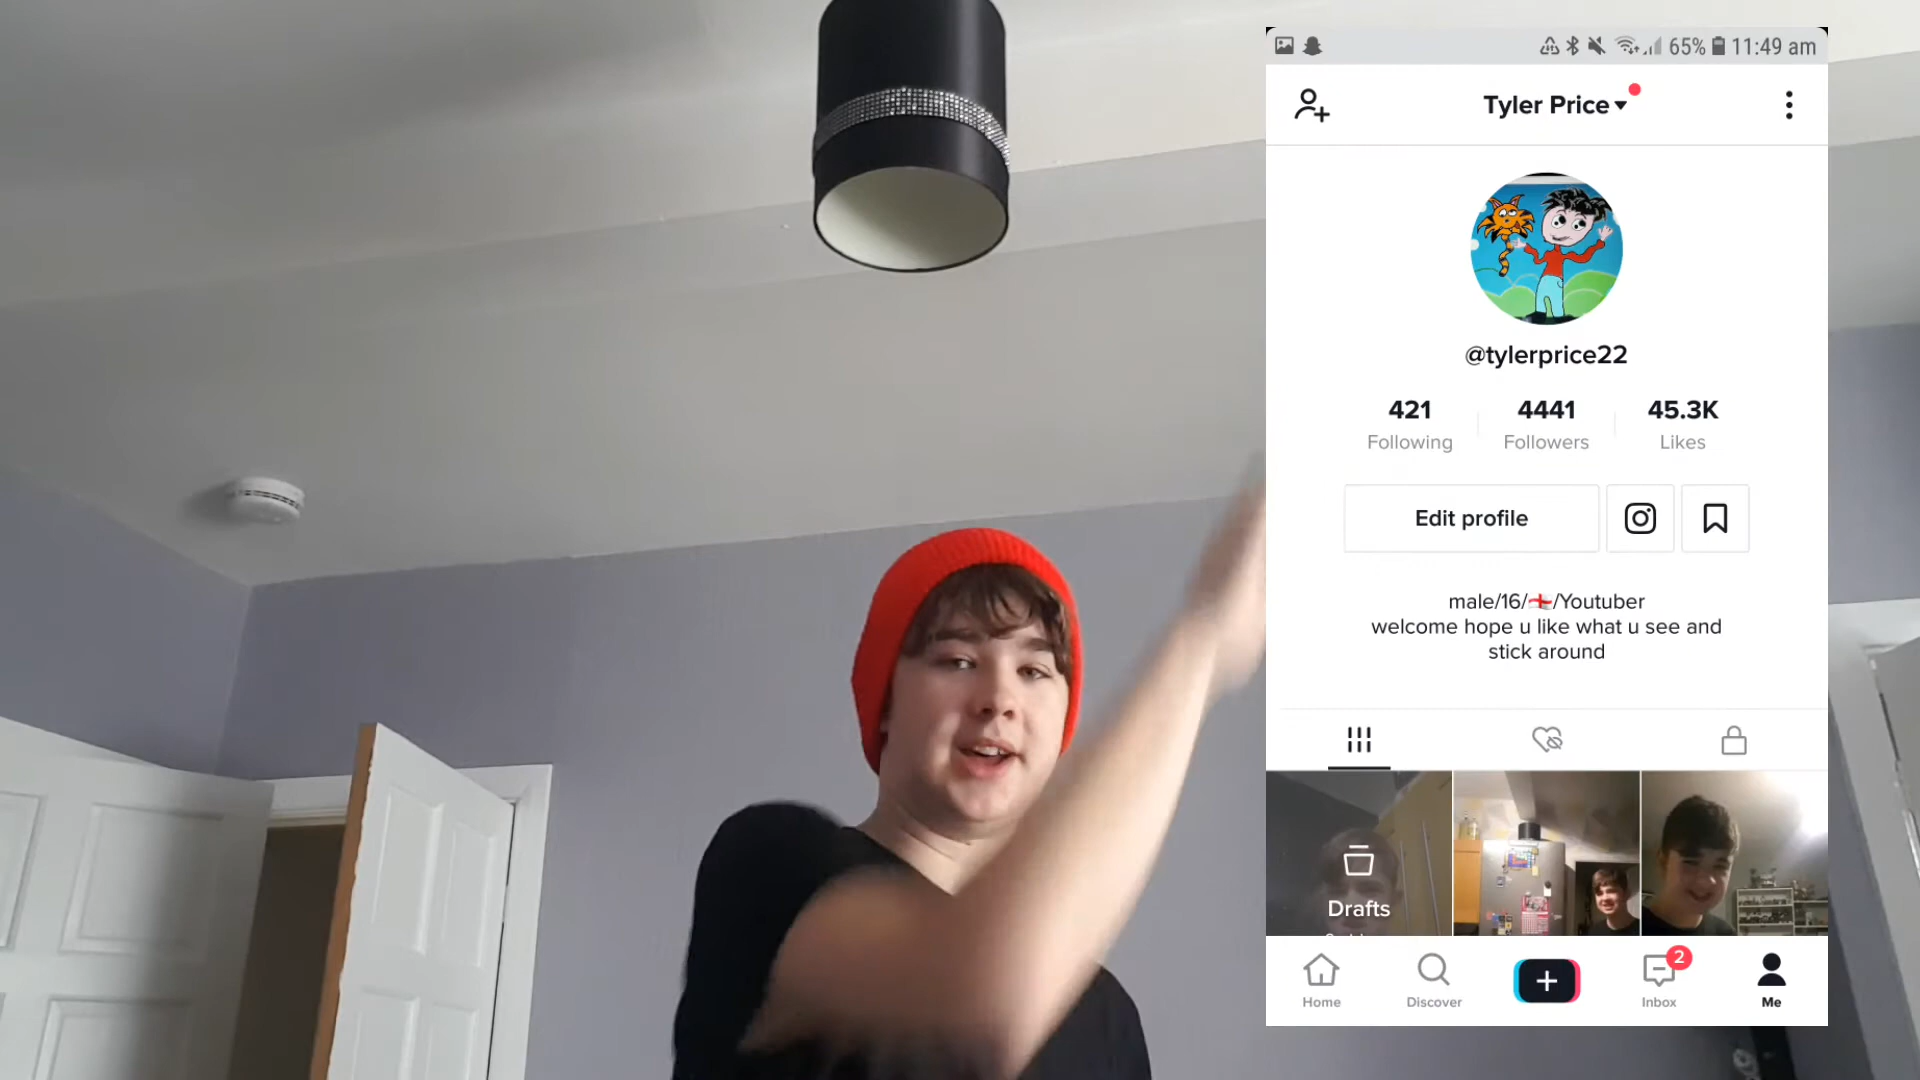 65% 11:49 am
Tyler Price
@tylerprice22
421 4441 45.3K
Following Followers Likes
Edit profile
male/16/🏴󠁧󠁢󠁥󠁮󠁧󠁿/Youtuber
welcome hope u like what u see and
stick around
Drafts
2
Home Discover Inbox Me